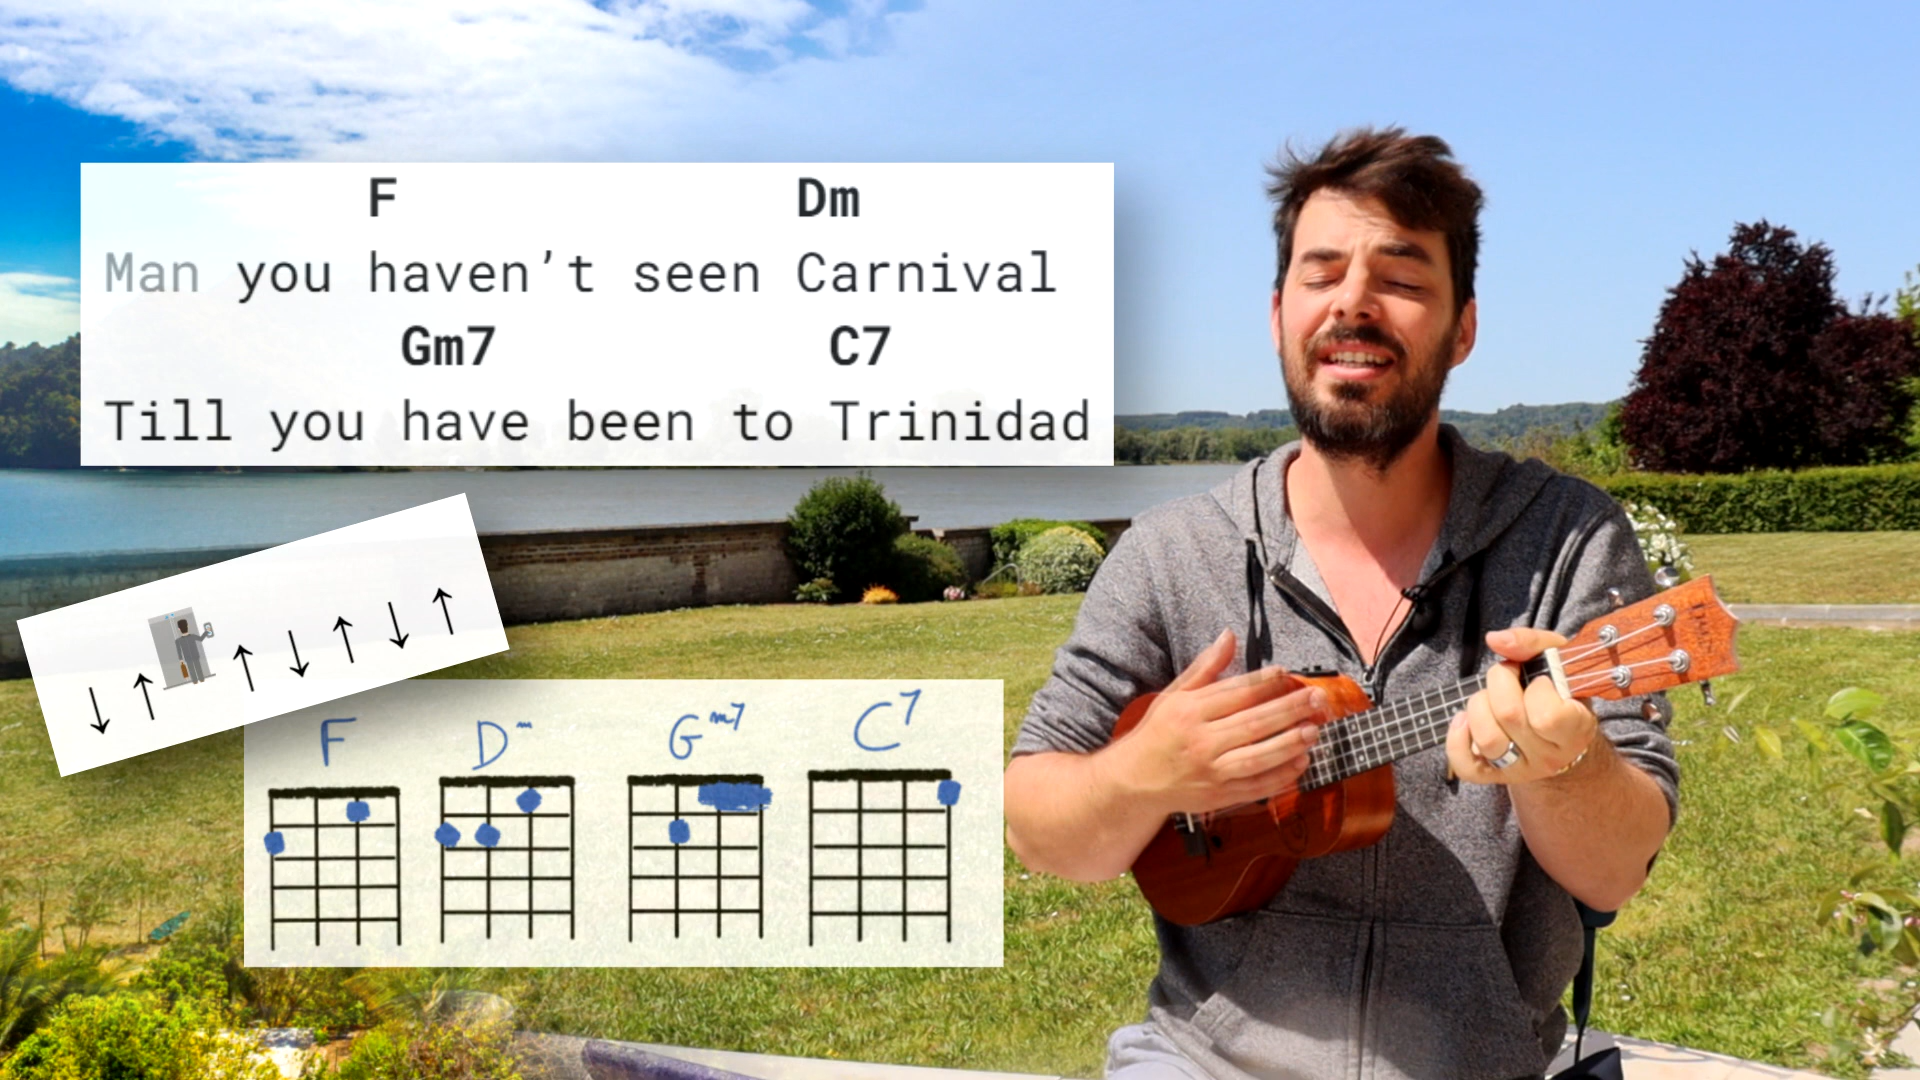 F Dm
Man you haven't seen Carnival
Gm7 C7
Till you have been to Trinidad
↓ ↑ ↑ ↓ ↑ ↓ ↑
F Dm Gm7 C7